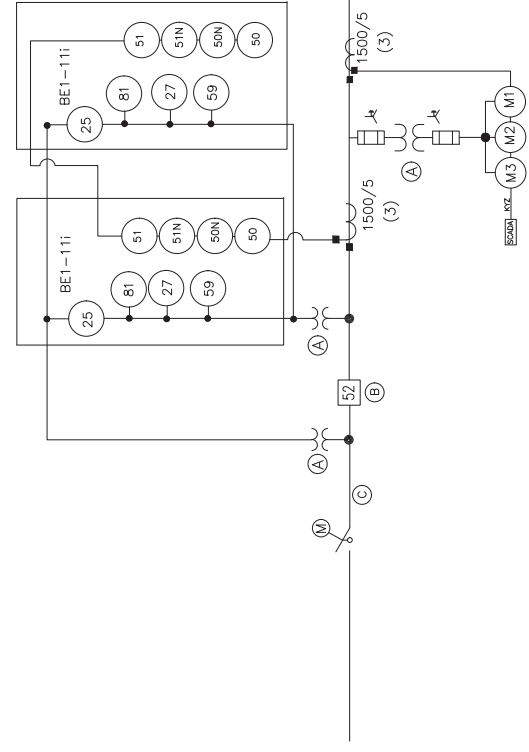 BE1-11i
51
51N
50N
50
81
27
59
25
1500/5
(3)
BE1-11i
51
51N
50N
50
81
27
59
25
1500/5
(3)
M1
M2
M3
KYZ
SCADA
A
A
A
52
B
C
M